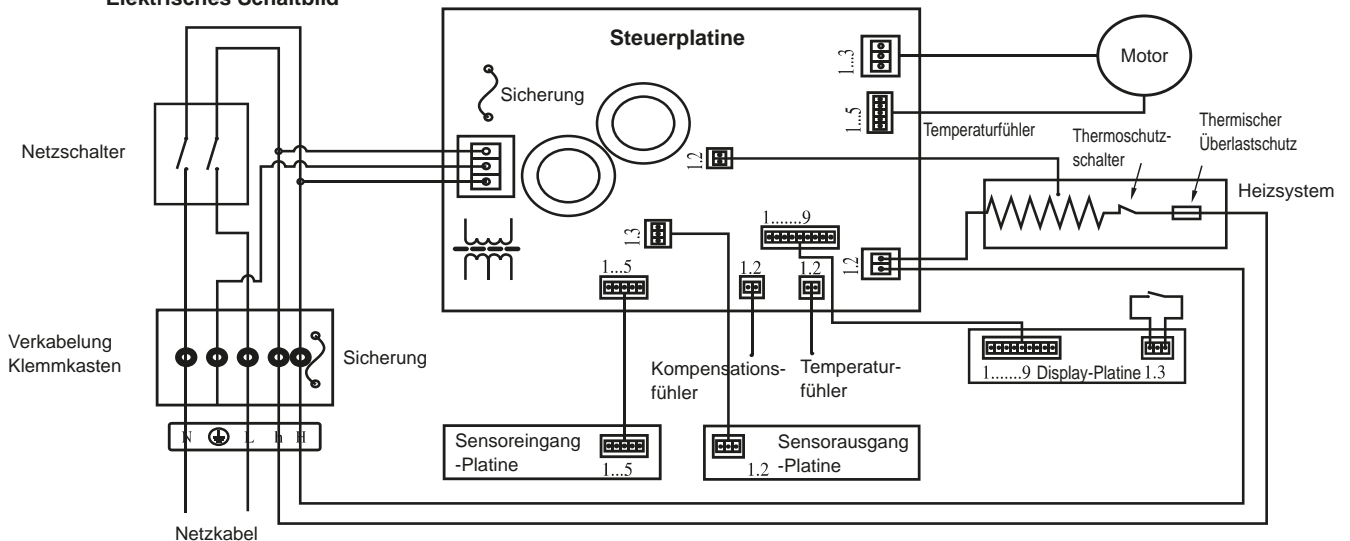 Elektrisches Schaltbild
Steuerplatine
Sicherung
1...3
1...5
Motor
Netzschalter
Temperaturfühler
Thermoschutz-
schalter
Thermischer
Überlastschutz
Heizsystem
1.2
1.3
1.......9
1...5
1.2
1.2
1.2
Verkabelung
Klemmkasten
Sicherung
Kompensations-
fühler
Temperatur-
fühler
1.......9 Display-Platine 1.3
N L h H
Sensoreingang
-Platine
1...5
Sensorausgang
-Platine
1.2
Netzkabel